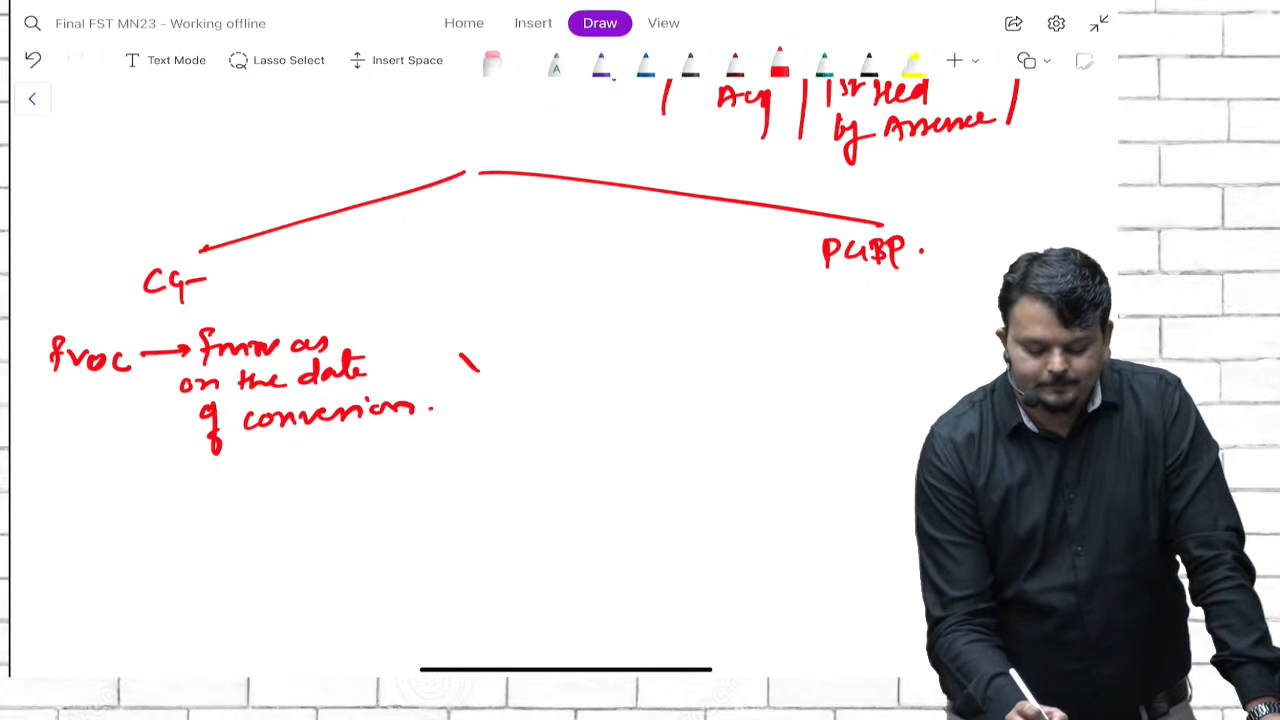 Final FST MN23 - Working offline
Home Insert Draw View
Text Mode Lasso Select Insert Space
A
Acq 1st Held
by Assessee
CG
PGBP.
FVOC → FMV as
on the date
of conversion.